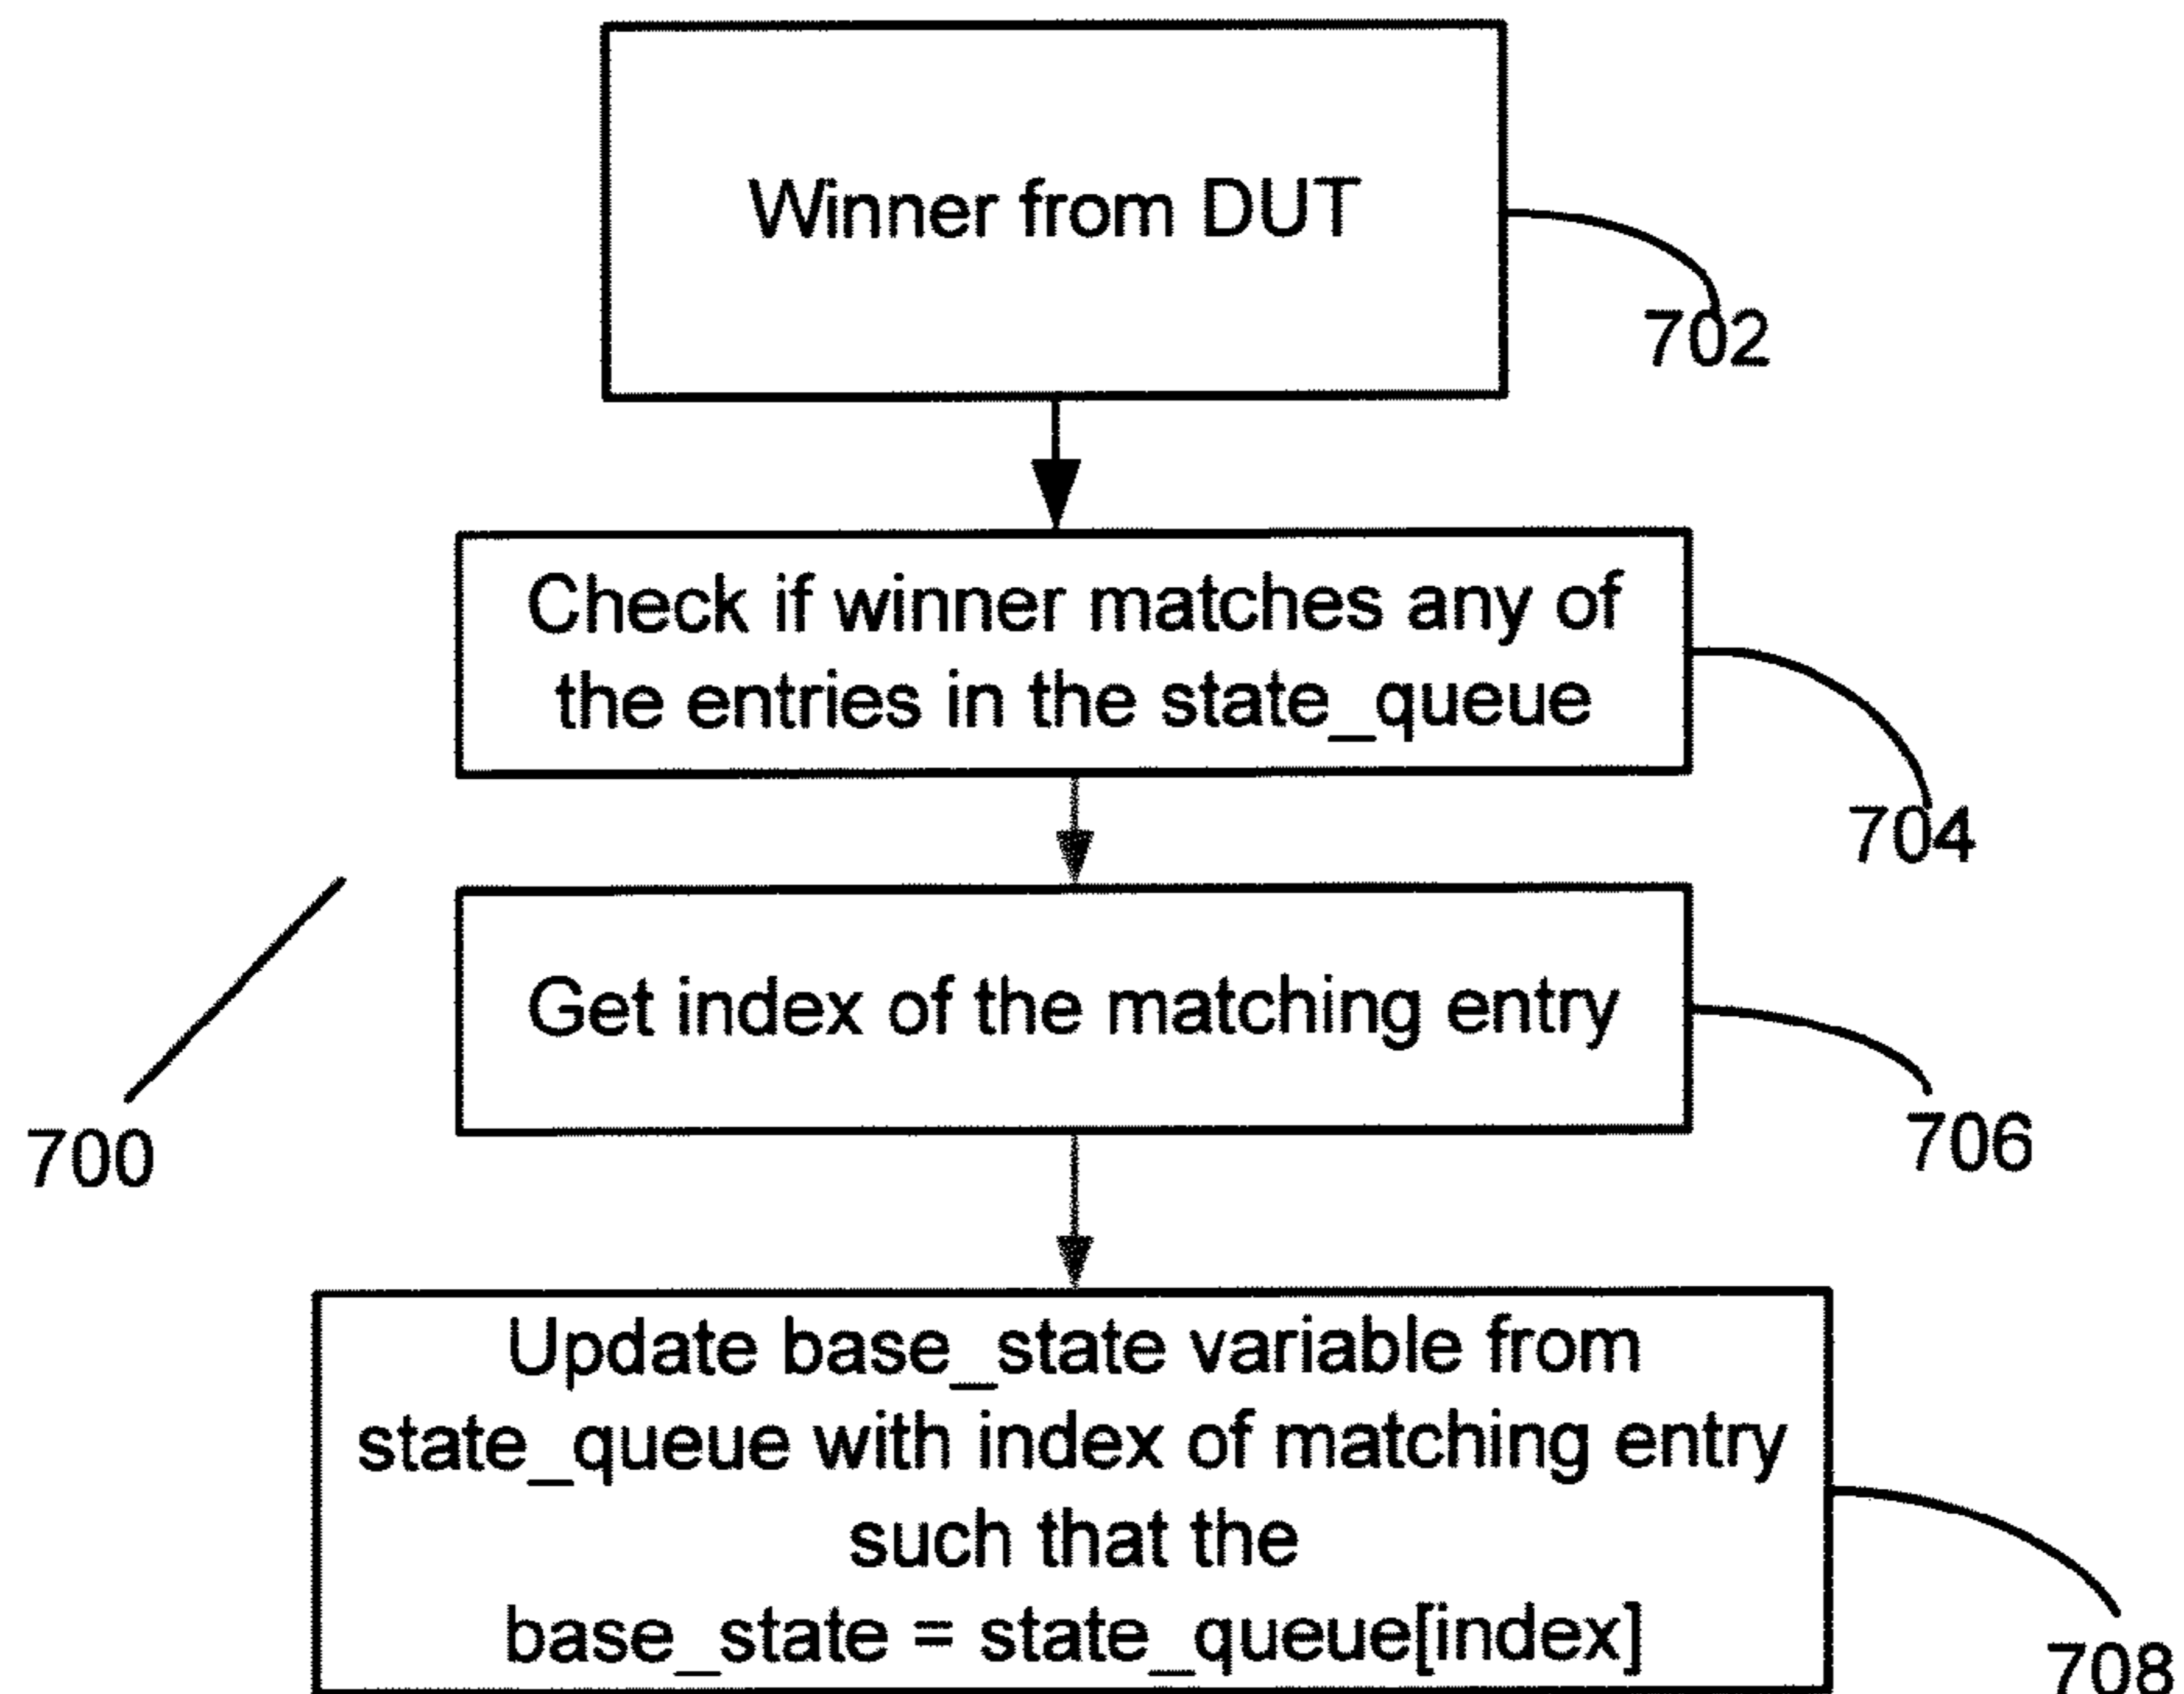 Winner from DUT
702
Check if winner matches any of
the entries in the state_queue
704
Get index of the matching entry
706
700
Update base_state variable from
state_queue with index of matching entry
such that the
base_state = state_queue[index]
708